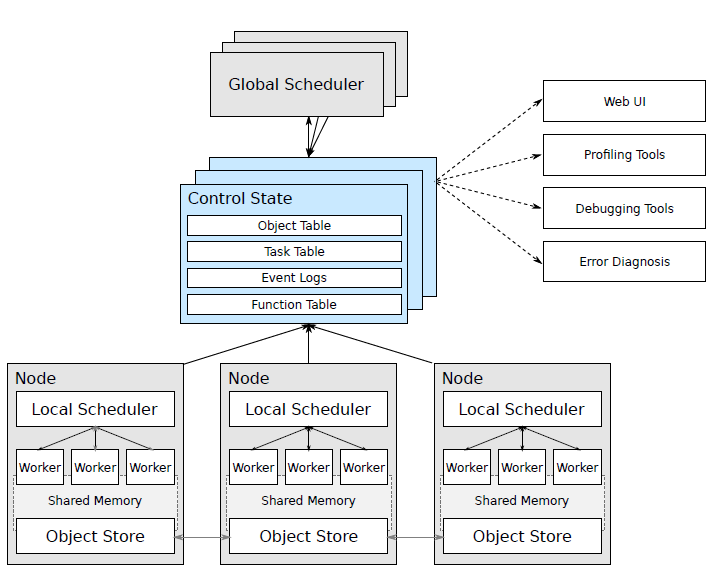 Global Scheduler
Web UI
Profiling Tools
Control State
Debugging Tools
Object Table
Task Table
Error Diagnosis
Event Logs
Function Table
Node
Node
Node
Local Scheduler
Local Scheduler
Local Scheduler
Worker Worker Worker
Worker Worker Worker
Worker Worker Worker
Shared Memory
Shared Memory
Shared Memory
Object Store
Object Store
Object Store